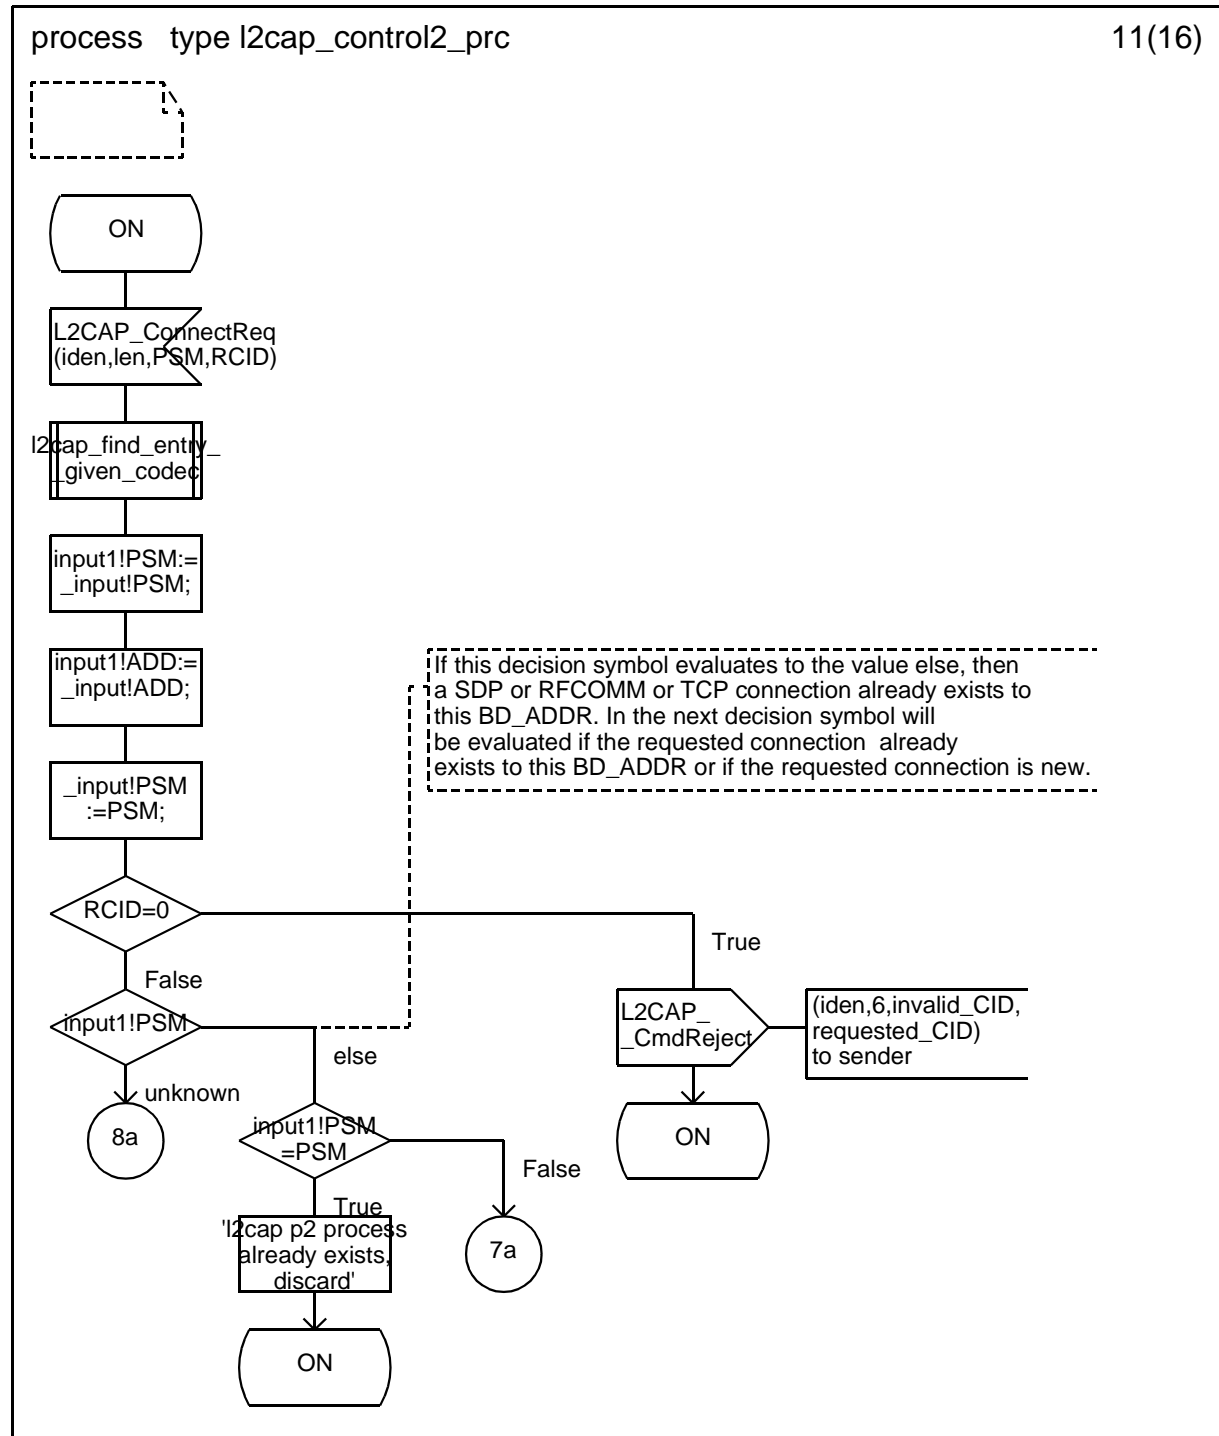 process type l2cap_control2_prc
11(16)
ON
L2CAP_ConnectReq
(iden,len,PSM,RCID)
l2cap_find_entry_
_given_codec
input1!PSM:=
_input!PSM;
input1!ADD:=
_input!ADD;
If this decision symbol evaluates to the value else, then
a SDP or RFCOMM or TCP connection already exists to
this BD_ADDR. In the next decision symbol will
be evaluated if the requested connection already
exists to this BD_ADDR or if the requested connection is new.
_input!PSM
:=PSM;
RCID=0
True
False
input1!PSM
L2CAP_
_CmdReject
(iden,6,invalid_CID,
requested_CID)
to sender
else
unknown
8a
input1!PSM
=PSM
ON
False
True
'l2cap p2 process
already exists,
discard'
7a
ON